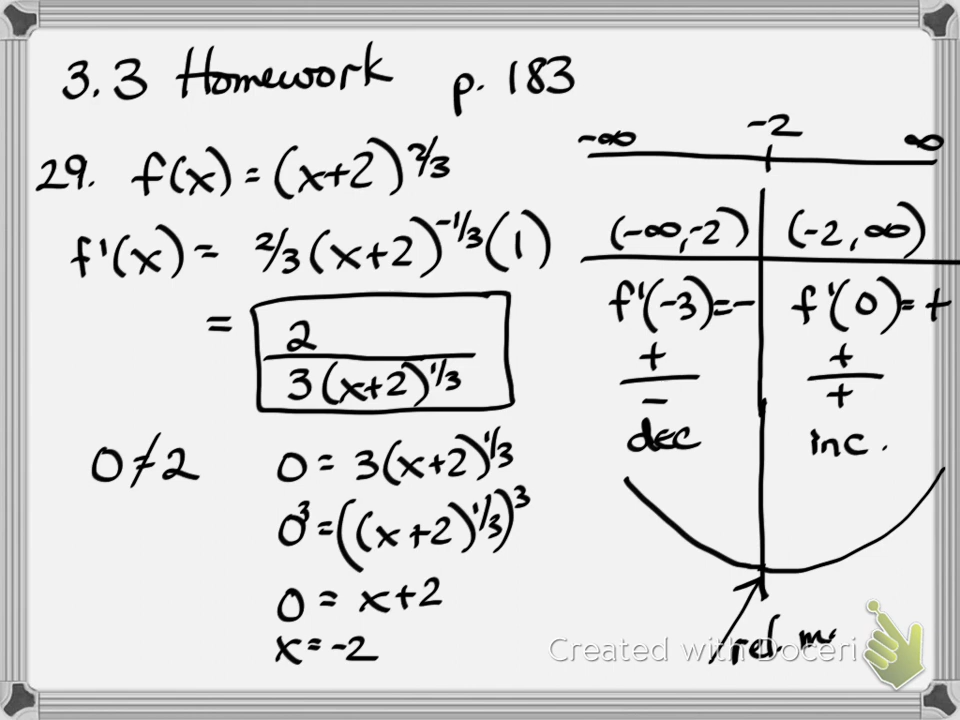 3.3 Homework p. 183
29. f(x) = (x+2)^2/3
f'(x) = 2/3(x+2)^-1/3(1)
= 2
3(x+2)^1/3
0≠2
0 = 3(x+2)^1/3
0^3 = ((x+2)^1/3)^3
0 = x+2
x = -2
-∞ -2 ∞
(-∞,-2) (-2,∞)
f'(-3)=- f'(0)=+
+ +
- +
dec inc.
rel.
Created with Doceri